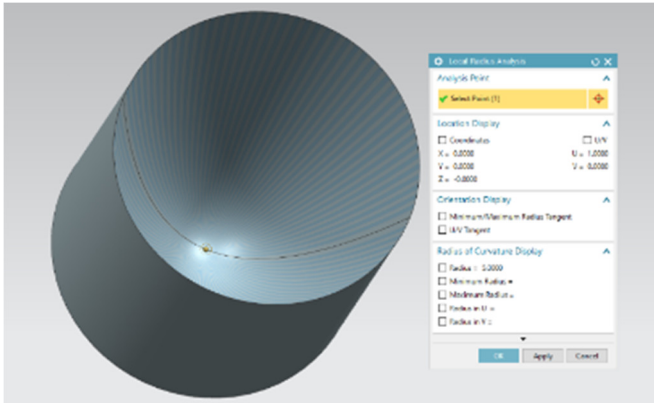 Local Radius Analysis
Analysis Point
Select Point (1)
Location Display
Coordinates U/V
X = 0.0000 U = 1.0000
Y = 0.0000 V = 0.0000
Z = -0.0000
Orientation Display
Minimum/Maximum Radius Tangent
U/V Tangent
Radius of Curvature Display
Radius = 5.0000
Minimum Radius =
Maximum Radius =
Radius in U =
Radius in V =
OK Apply Cancel